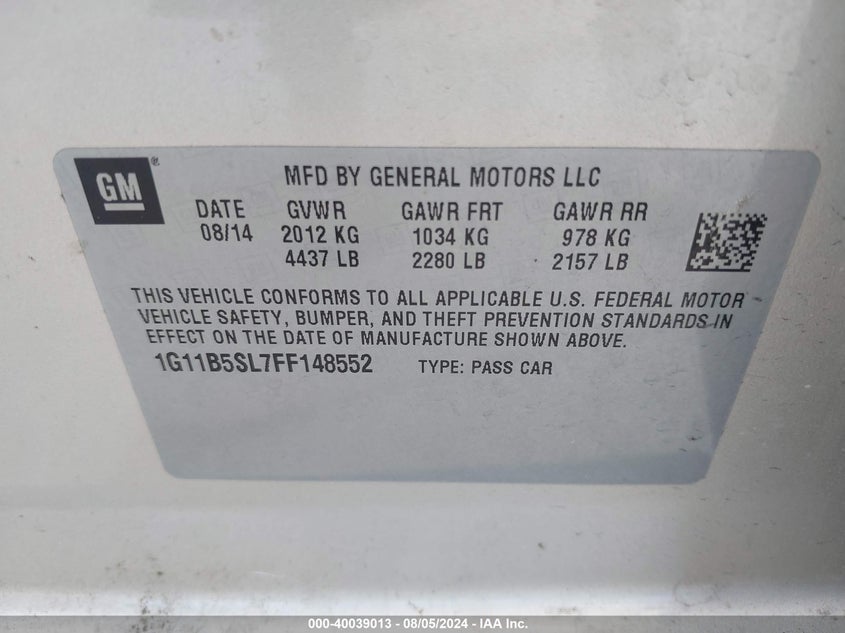 GM®
MFD BY GENERAL MOTORS LLC
DATE GVWR GAWR FRT GAWR RR
08/14 2012 KG 1034 KG 978 KG
4437 LB 2280 LB 2157 LB
THIS VEHICLE CONFORMS TO ALL APPLICABLE U.S. FEDERAL MOTOR
VEHICLE SAFETY, BUMPER, AND THEFT PREVENTION STANDARDS IN
EFFECT ON THE DATE OF MANUFACTURE SHOWN ABOVE.
1G11B5SL7FF148552 TYPE: PASS CAR
000-40039013 - 08/05/2024 - IAA Inc.